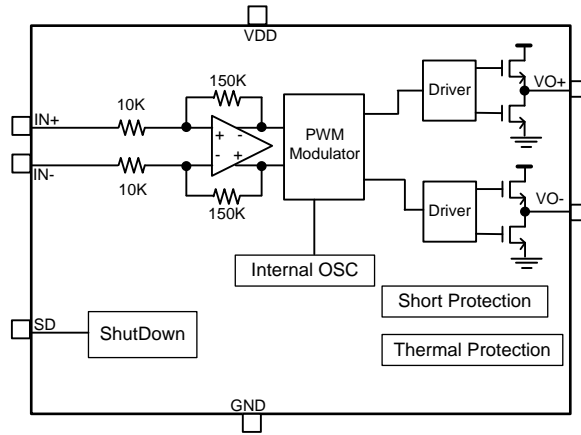 VDD
150K
10K
IN+
IN-
10K
+ -
- +
150K
PWM
Modulator
Driver
VO+
Driver
VO-
Internal OSC
Short Protection
Thermal Protection
SD
ShutDown
GND